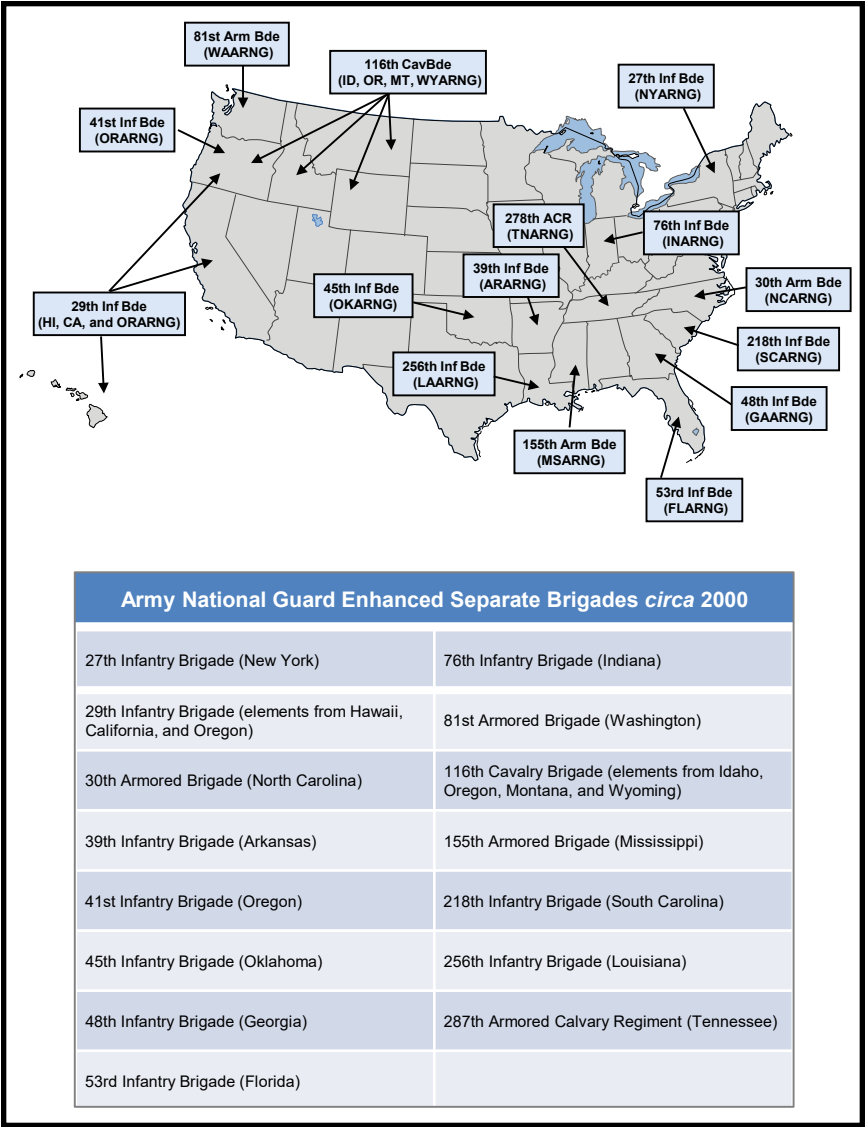 81st Arm Bde
(WAARNG)
116th CavBde
(ID, OR, MT, WYARNG)
27th Inf Bde
(NYARNG)
41st Inf Bde
(ORARNG)
278th ACR
(TNARNG)
76th Inf Bde
(INARNG)
39th Inf Bde
(ARARNG)
45th Inf Bde
(OKARNG)
30th Arm Bde
(NCARNG)
29th Inf Bde
(HI, CA, and ORARNG)
218th Inf Bde
(SCARNG)
256th Inf Bde
(LAARNG)
48th Inf Bde
(GAARNG)
155th Arm Bde
(MSARNG)
53rd Inf Bde
(FLARNG)
Army National Guard Enhanced Separate Brigades circa 2000
27th Infantry Brigade (New York)
76th Infantry Brigade (Indiana)
29th Infantry Brigade (elements from Hawaii,
California, and Oregon)
81st Armored Brigade (Washington)
30th Armored Brigade (North Carolina)
116th Cavalry Brigade (elements from Idaho,
Oregon, Montana, and Wyoming)
39th Infantry Brigade (Arkansas)
155th Armored Brigade (Mississippi)
41st Infantry Brigade (Oregon)
218th Infantry Brigade (South Carolina)
45th Infantry Brigade (Oklahoma)
256th Infantry Brigade (Louisiana)
48th Infantry Brigade (Georgia)
287th Armored Calvary Regiment (Tennessee)
53rd Infantry Brigade (Florida)